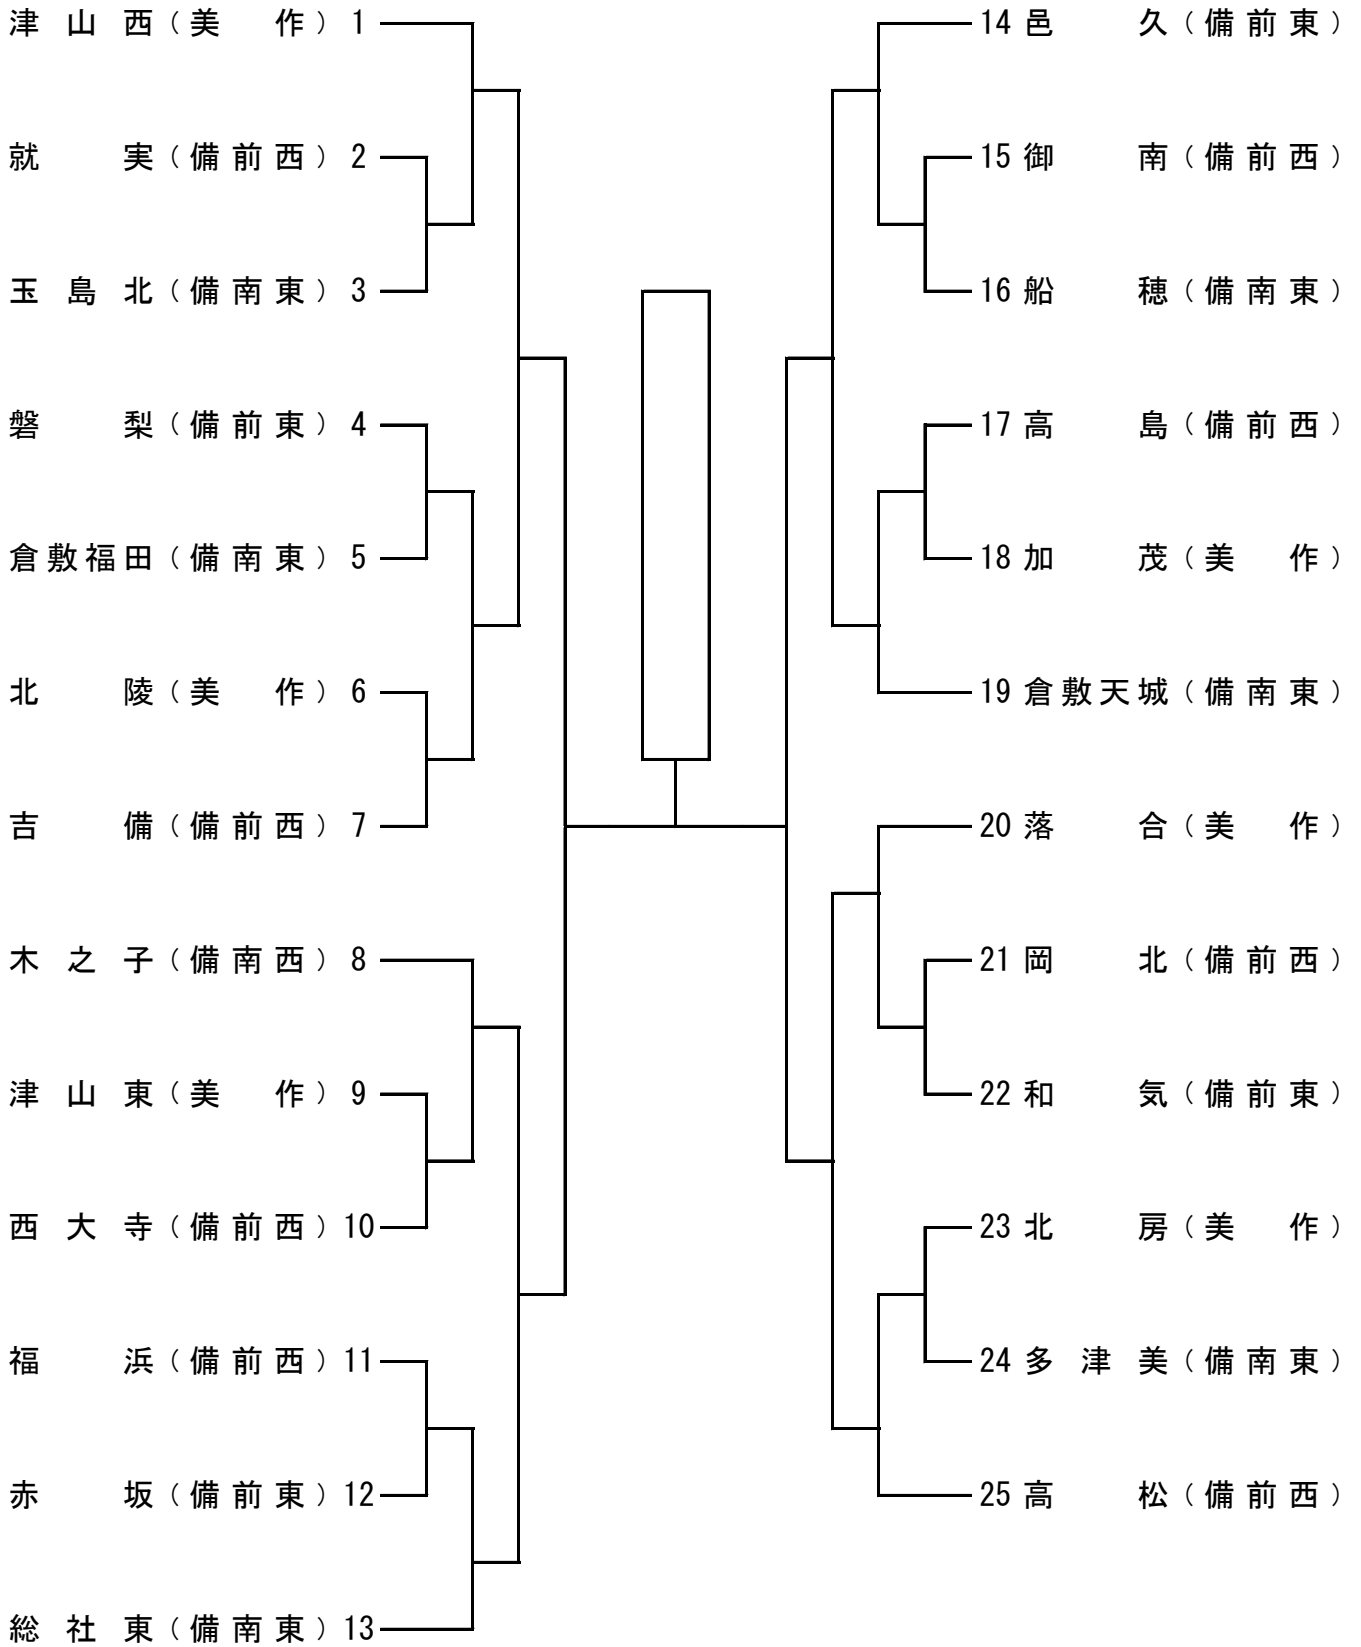 津山西（美作）1
就実（備前西）2
玉島北（備南東）3
磐梨（備前東）4
倉敷福田（備南東）5
北陵（美作）6
吉備（備前西）7
木之子（備南西）8
津山東（美作）9
西大寺（備前西）10
福浜（備前西）11
赤坂（備前東）12
総社東（備南東）13
14 邑久（備前東）
15 御南（備前西）
16 船穂（備南東）
17 高島（備前西）
18 加茂（美作）
19 倉敷天城（備南東）
20 落合（美作）
21 岡北（備前西）
22 和気（備前東）
23 北房（美作）
24 多津美（備南東）
25 高松（備前西）